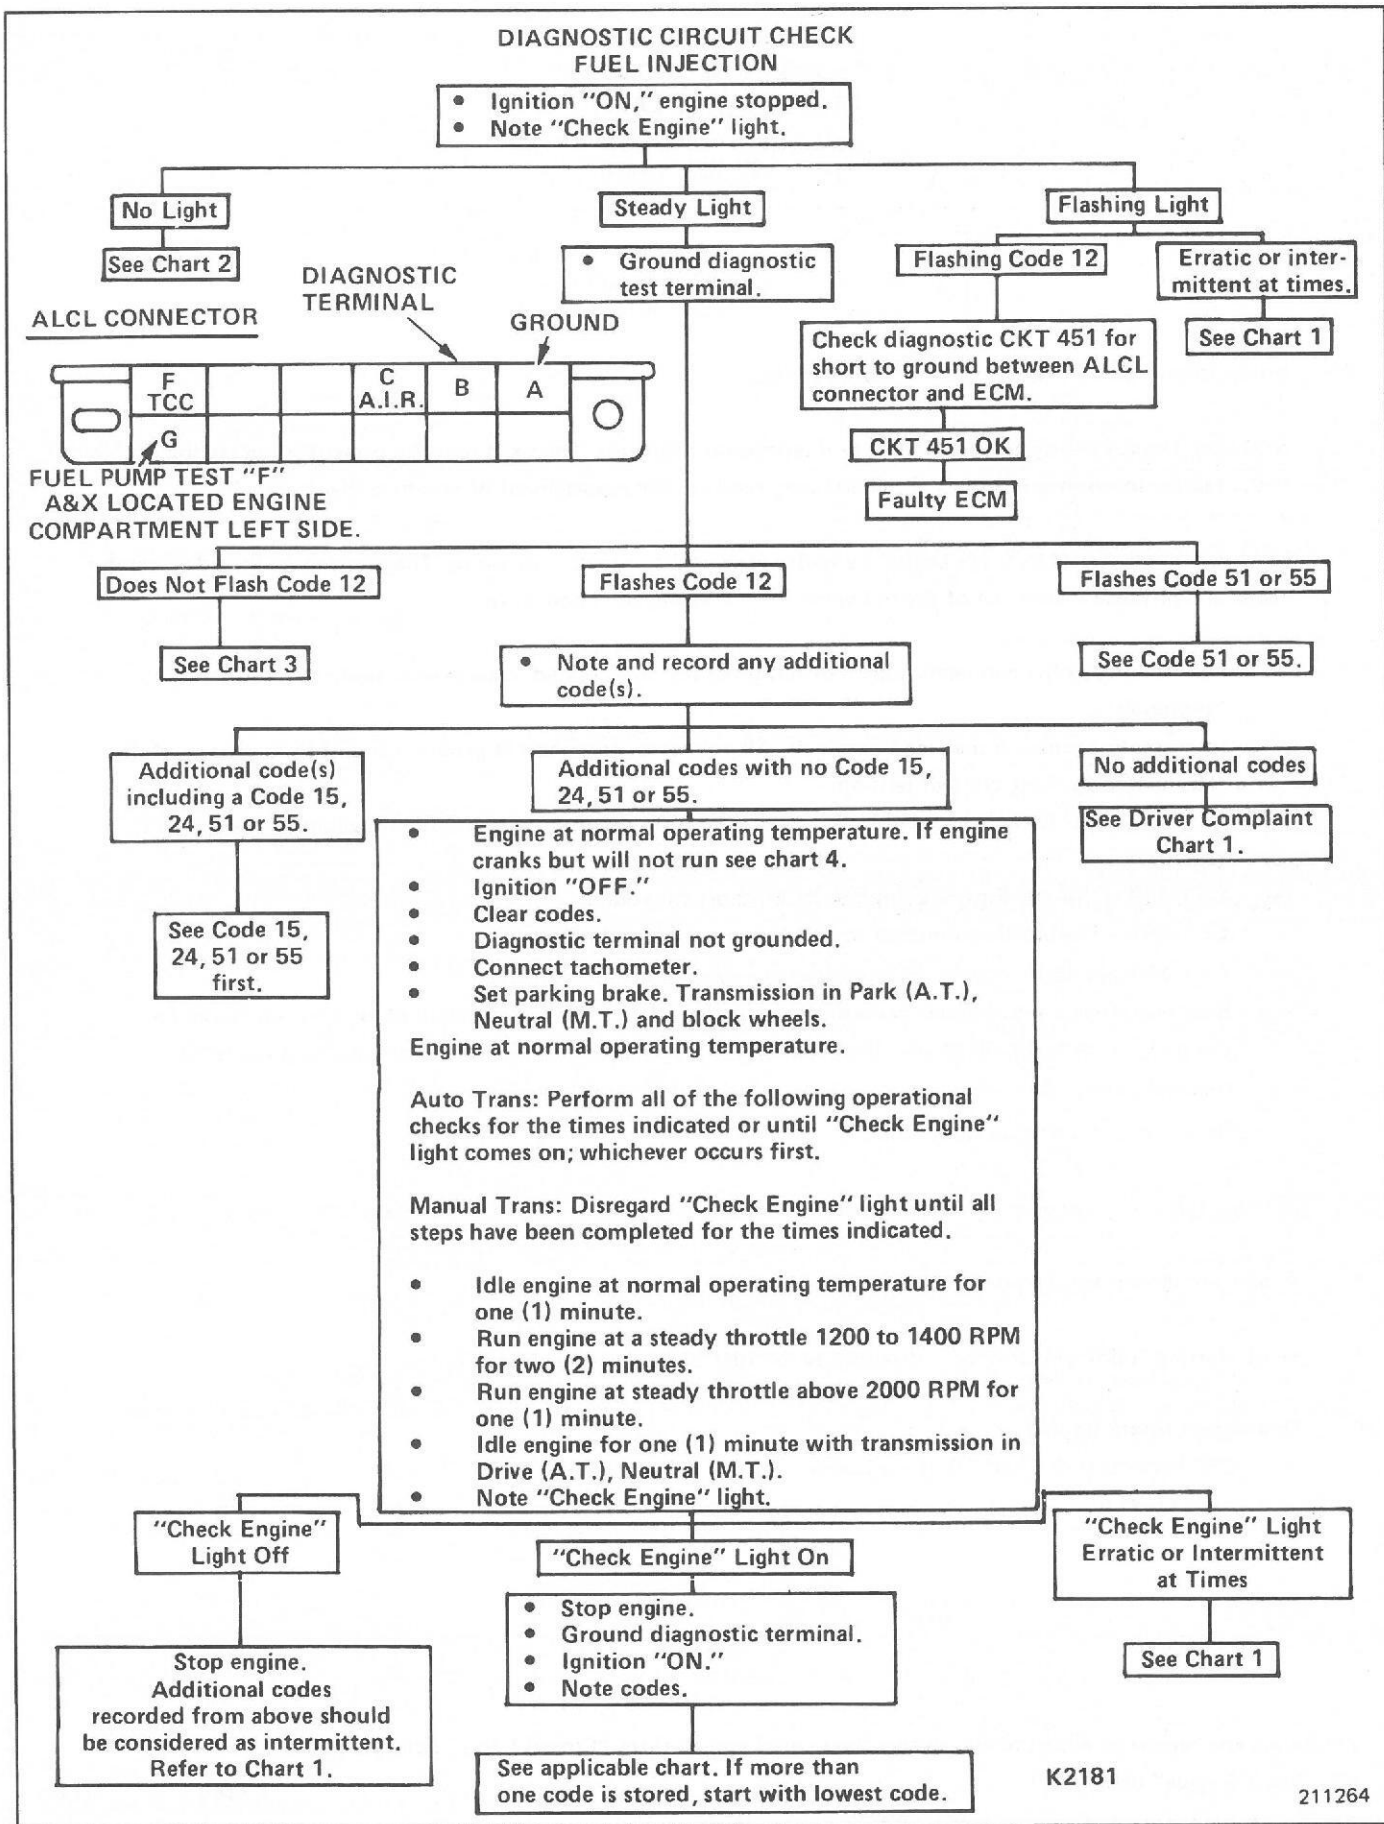 DIAGNOSTIC CIRCUIT CHECK
FUEL INJECTION
• Ignition "ON," engine stopped.
• Note "Check Engine" light.
No Light
See Chart 2
Steady Light
• Ground diagnostic
test terminal.
Flashing Light
Flashing Code 12
Check diagnostic CKT 451 for
short to ground between ALCL
connector and ECM.
CKT 451 OK
Faulty ECM
Erratic or inter-
mittent at times.
See Chart 1
ALCL CONNECTOR
DIAGNOSTIC
TERMINAL
GROUND
F
TCC
C
A.I.R.
B
A
G
FUEL PUMP TEST "F"
A&X LOCATED ENGINE
COMPARTMENT LEFT SIDE.
Does Not Flash Code 12
See Chart 3
Flashes Code 12
• Note and record any additional
code(s).
Flashes Code 51 or 55
See Code 51 or 55.
Additional code(s)
including a Code 15,
24, 51 or 55.
See Code 15,
24, 51 or 55
first.
Additional codes with no Code 15,
24, 51 or 55.
No additional codes
See Driver Complaint
Chart 1.
• Engine at normal operating temperature. If engine
cranks but will not run see chart 4.
• Ignition "OFF."
• Clear codes.
• Diagnostic terminal not grounded.
• Connect tachometer.
• Set parking brake. Transmission in Park (A.T.),
Neutral (M.T.) and block wheels.
Engine at normal operating temperature.
Auto Trans: Perform all of the following operational
checks for the times indicated or until "Check Engine"
light comes on; whichever occurs first.
Manual Trans: Disregard "Check Engine" light until all
steps have been completed for the times indicated.
• Idle engine at normal operating temperature for
one (1) minute.
• Run engine at a steady throttle 1200 to 1400 RPM
for two (2) minutes.
• Run engine at steady throttle above 2000 RPM for
one (1) minute.
• Idle engine for one (1) minute with transmission in
Drive (A.T.), Neutral (M.T.).
• Note "Check Engine" light.
"Check Engine"
Light Off
Stop engine.
Additional codes
recorded from above should
be considered as intermittent.
Refer to Chart 1.
"Check Engine" Light On
• Stop engine.
• Ground diagnostic terminal.
• Ignition "ON."
• Note codes.
See applicable chart. If more than
one code is stored, start with lowest code.
"Check Engine" Light
Erratic or Intermittent
at Times
See Chart 1
K2181
211264